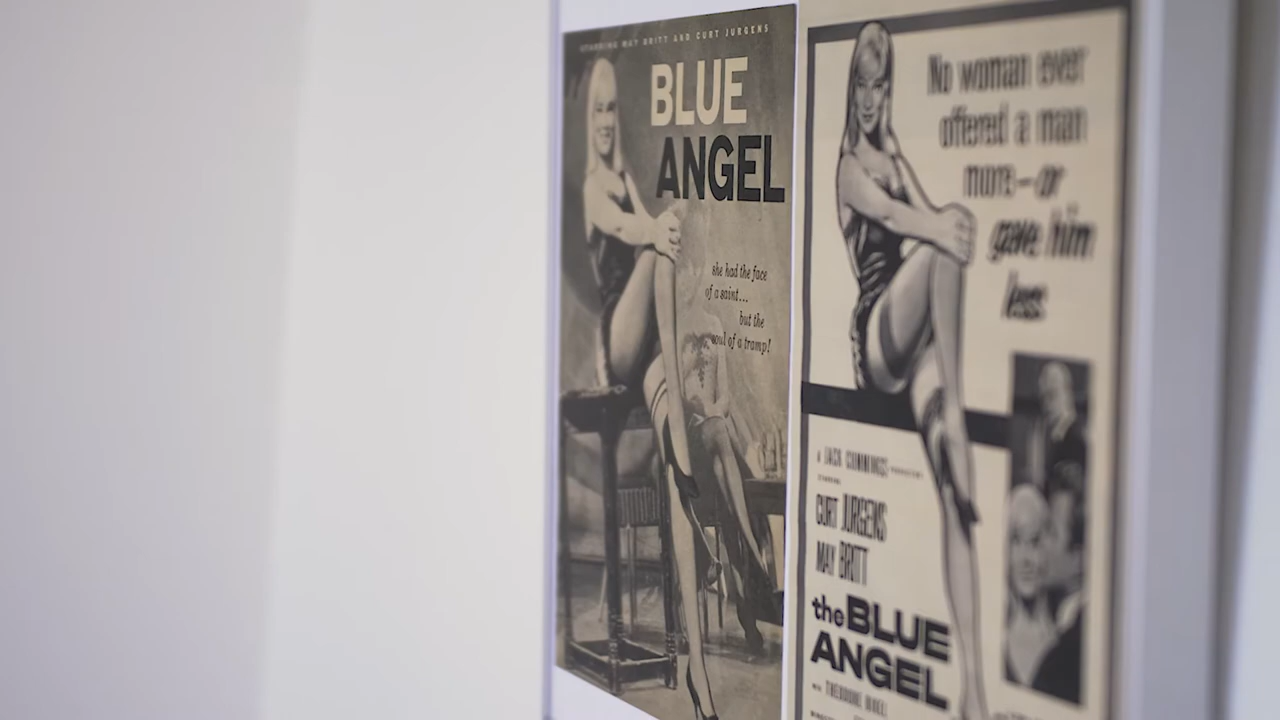 STARRING MAY BRITT AND CURT JURGENS
BLUE
ANGEL
she had the face
of a saint...
but the
soul of a tramp!
No woman ever
offered a man
more-or
gave him
less
A JACK CUMMINGS PRODUCTION
STARRING
CURT JURGENS
MAY BRITT
the BLUE
ANGEL
THEODORE BIKEL